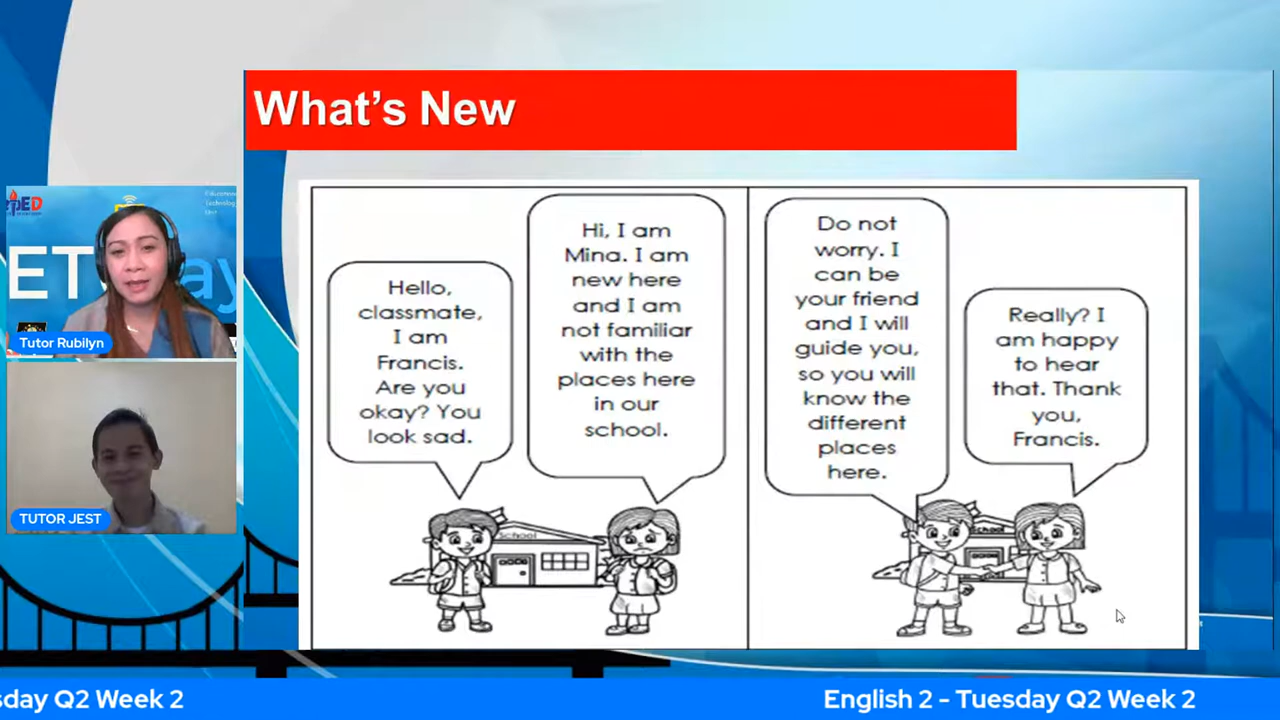 What's New
ET
ay
Tutor Rubilyn
TUTOR JEST
Hello,
classmate,
I am
Francis.
Are you
okay? You
look sad.
Hi, I am
Mina. I am
new here
and I am
not familiar
with the
places here
in our
school.
School
Do not
worry. I
can be
your friend
and I will
guide you,
so you will
know the
different
places
here.
Really? I
am happy
to hear
that. Thank
you,
Francis.
sday Q2 Week 2
English 2 - Tuesday Q2 Week 2